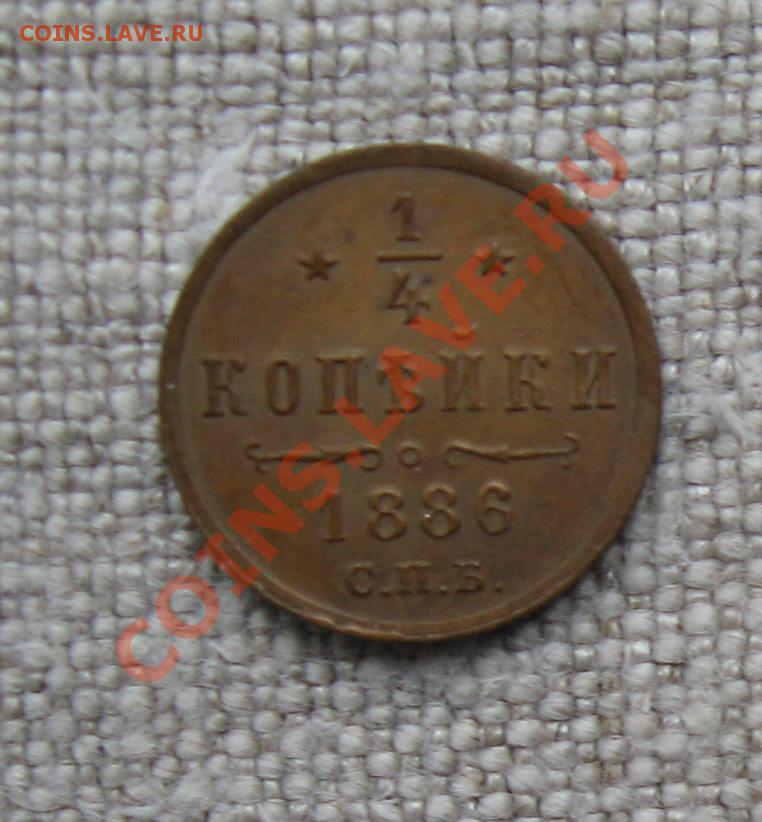 COINS.LAVE.RU
★ 1/4 ★
КОПѢЙКИ
1886
С.П.Б.
COINS.LAVE.RU